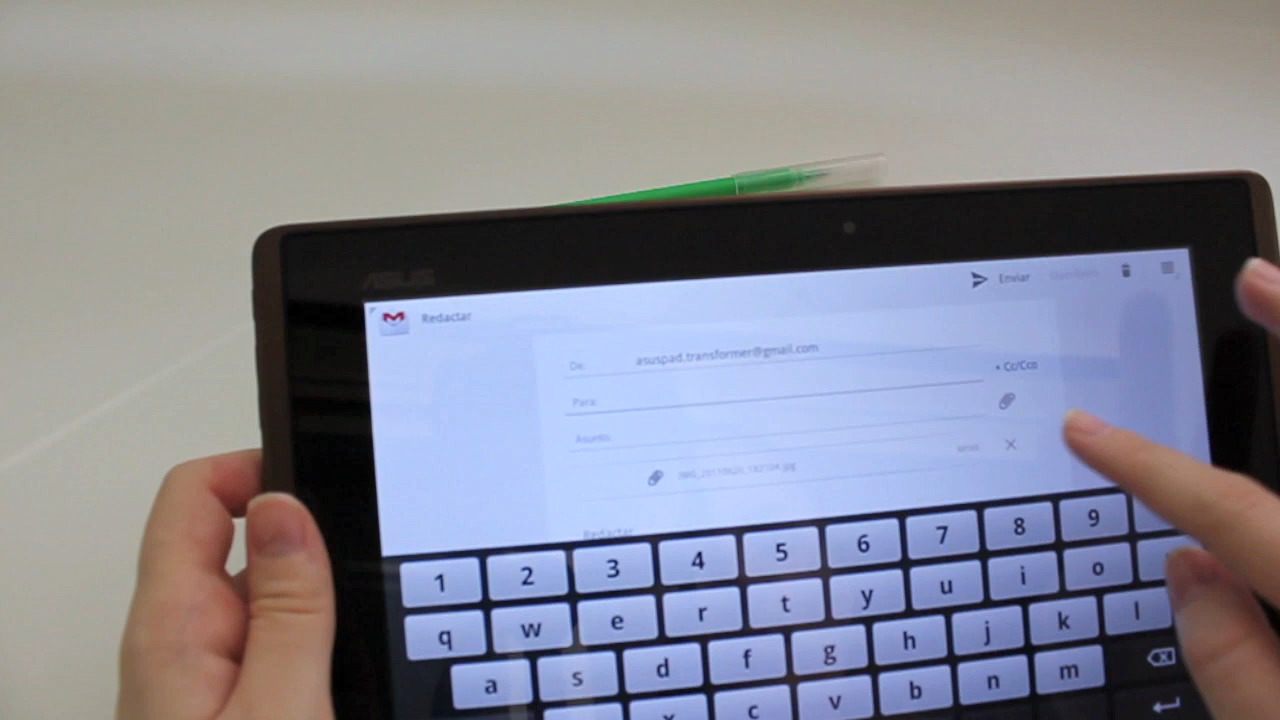 ASUS
Redactar
Enviar
De: asuspad.transformer@gmail.com
+ Cc/Cco
Para:
Asunto:
Redactar
1 2 3 4 5 6 7 8 9
q w e r t y u i o
a s d f g h j k l
x c v b n m